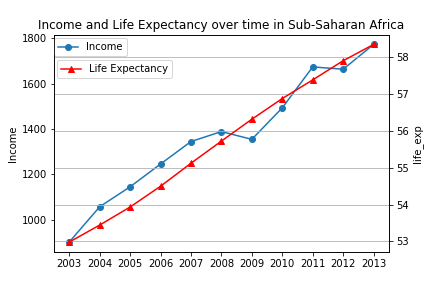 Income and Life Expectancy over time in Sub-Saharan Africa
Income
Life Expectancy
1800
1600
1400
1200
1000
Income
58
57
56
55
54
53
life_exp
2003 2004 2005 2006 2007 2008 2009 2010 2011 2012 2013